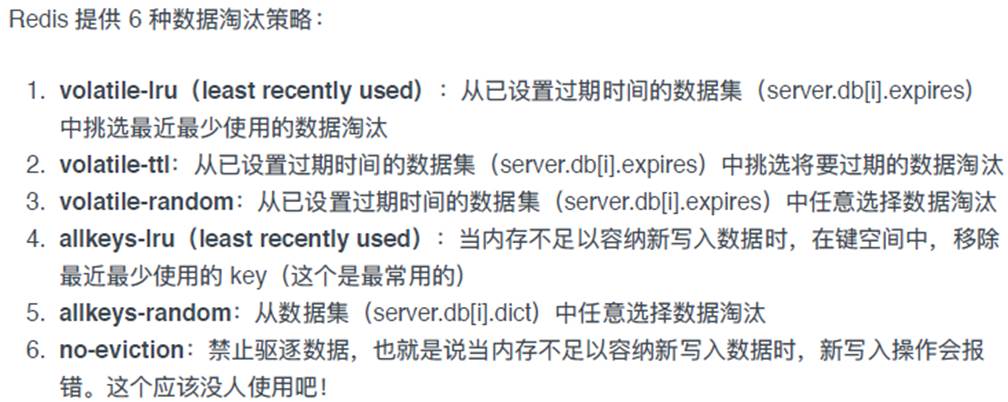 Redis 提供 6 种数据淘汰策略：
1. volatile-lru（least recently used）：从已设置过期时间的数据集（server.db[i].expires）
中挑选最近最少使用的数据淘汰
2. volatile-ttl：从已设置过期时间的数据集（server.db[i].expires）中挑选将要过期的数据淘汰
3. volatile-random：从已设置过期时间的数据集（server.db[i].expires）中任意选择数据淘汰
4. allkeys-lru（least recently used）：当内存不足以容纳新写入数据时，在键空间中，移除
最近最少使用的 key（这个是最常用的）
5. allkeys-random：从数据集（server.db[i].dict）中任意选择数据淘汰
6. no-eviction：禁止驱逐数据，也就是说当内存不足以容纳新写入数据时，新写入操作会报
错。这个应该没人使用吧！